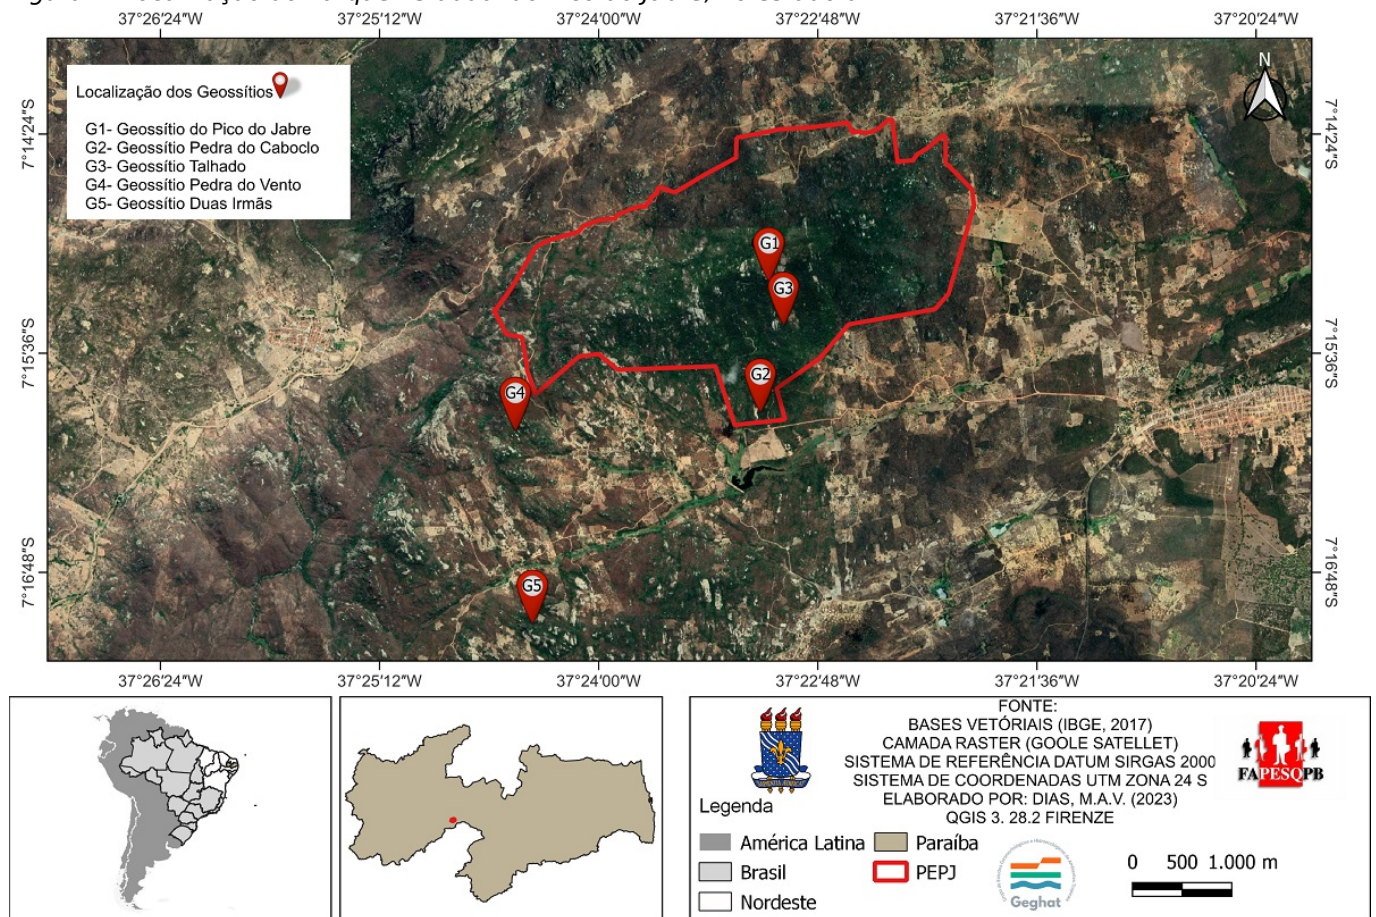 37°26'24"W 37°25'12"W 37°24'00"W 37°22'48"W 37°21'36"W 37°20'24"W
N
Localização dos Geossítios
G1- Geossítio do Pico do Jabre
G2- Geossítio Pedra do Caboclo
G3- Geossítio Talhado
G4- Geossítio Pedra do Vento
G5- Geossítio Duas Irmãs
7°14'24"S 7°14'24"S
G1
G3
7°15'36"S 7°15'36"S
G2
G4
7°16'48"S 7°16'48"S
G5
37°26'24"W 37°25'12"W 37°24'00"W 37°22'48"W 37°21'36"W 37°20'24"W
FONTE:
BASES VETÓRIAIS (IBGE, 2017)
CAMADA RASTER (GOOLE SATELLET)
SISTEMA DE REFERÊNCIA DATUM SIRGAS 2000
SISTEMA DE COORDENADAS UTM ZONA 24 S
ELABORADO POR: DIAS, M.A.V. (2023)
QGIS 3. 28.2 FIRENZE
FAPESQPB
Legenda
América Latina
Brasil
Nordeste
Paraíba
PEPJ
Geghat
0 500 1.000 m